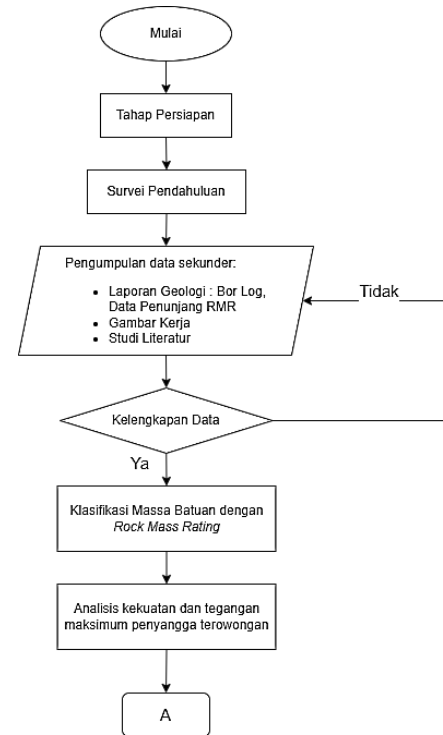 Mulai
Tahap Persiapan
Survei Pendahuluan
Pengumpulan data sekunder:
• Laporan Geologi : Bor Log,
Data Penunjang RMR
• Gambar Kerja
• Studi Literatur
Tidak
Kelengkapan Data
Ya
Klasifikasi Massa Batuan dengan
Rock Mass Rating
Analisis kekuatan dan tegangan
maksimum penyangga terowongan
A